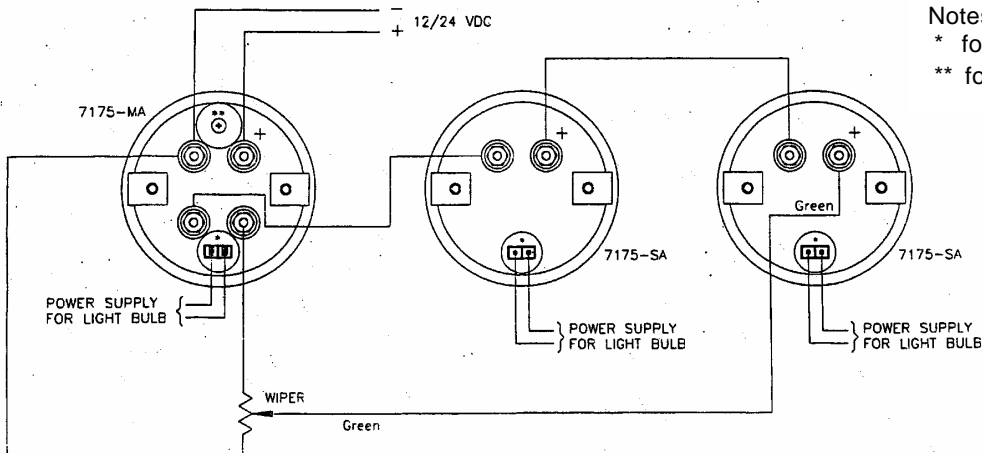 −
12/24 VDC
+
Notes
* fo
** fo
7175-MA
**
+
+
+
Green
*
*
*
7175-SA
7175-SA
POWER SUPPLY
FOR LIGHT BULB
POWER SUPPLY
FOR LIGHT BULB
POWER SUPPLY
FOR LIGHT BULB
WIPER
Green